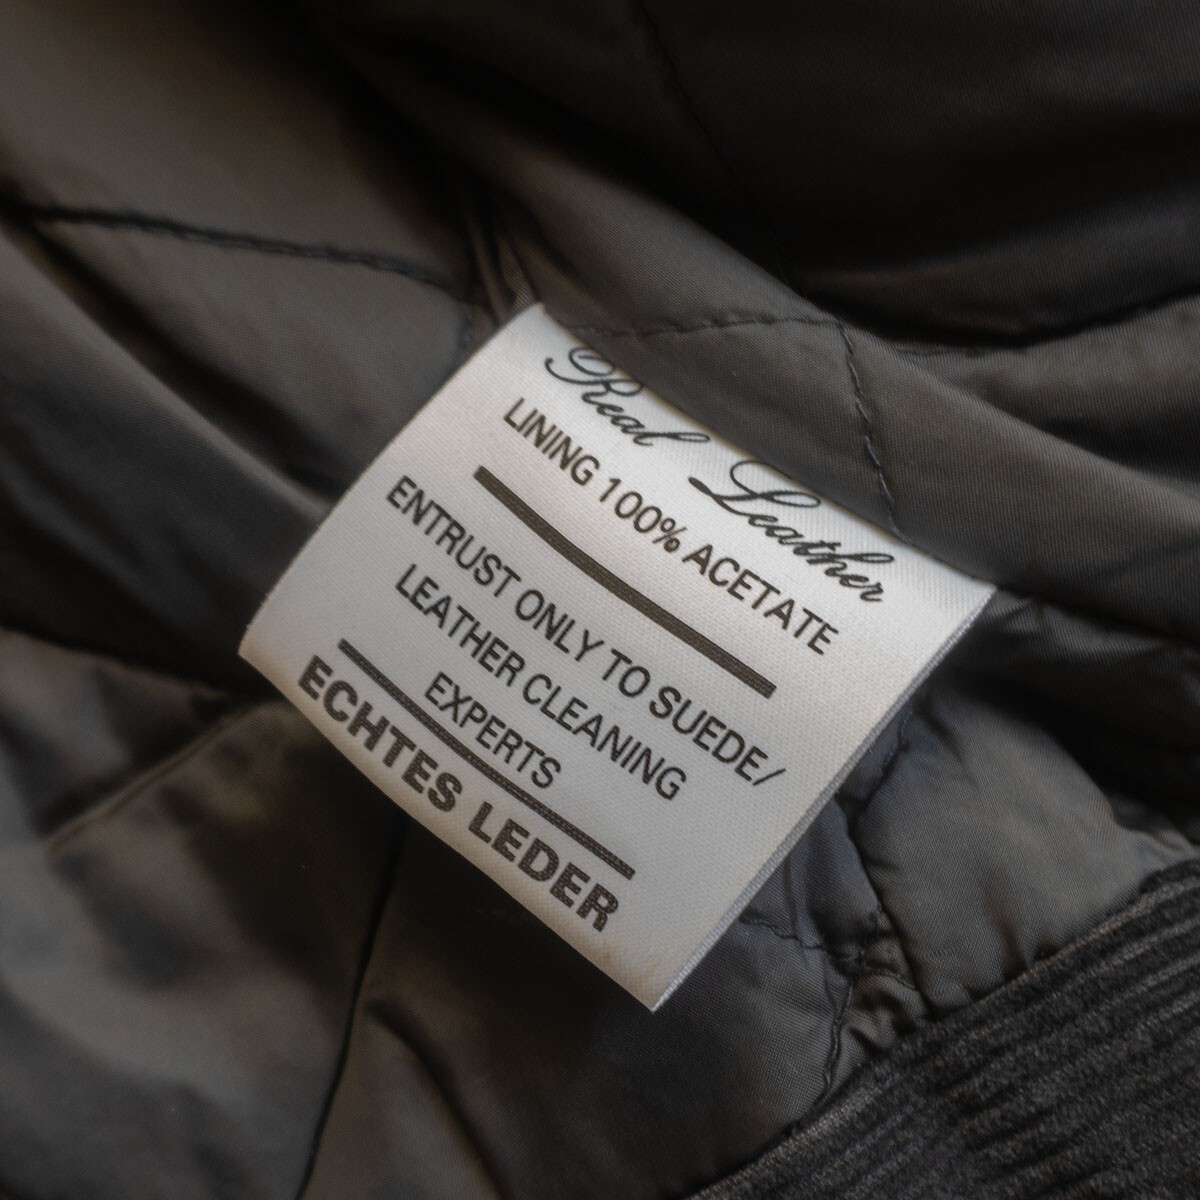 Real Leather
LINING 100% ACETATE
ENTRUST ONLY TO SUEDE/
LEATHER CLEANING
EXPERTS
ECHTES LEDER